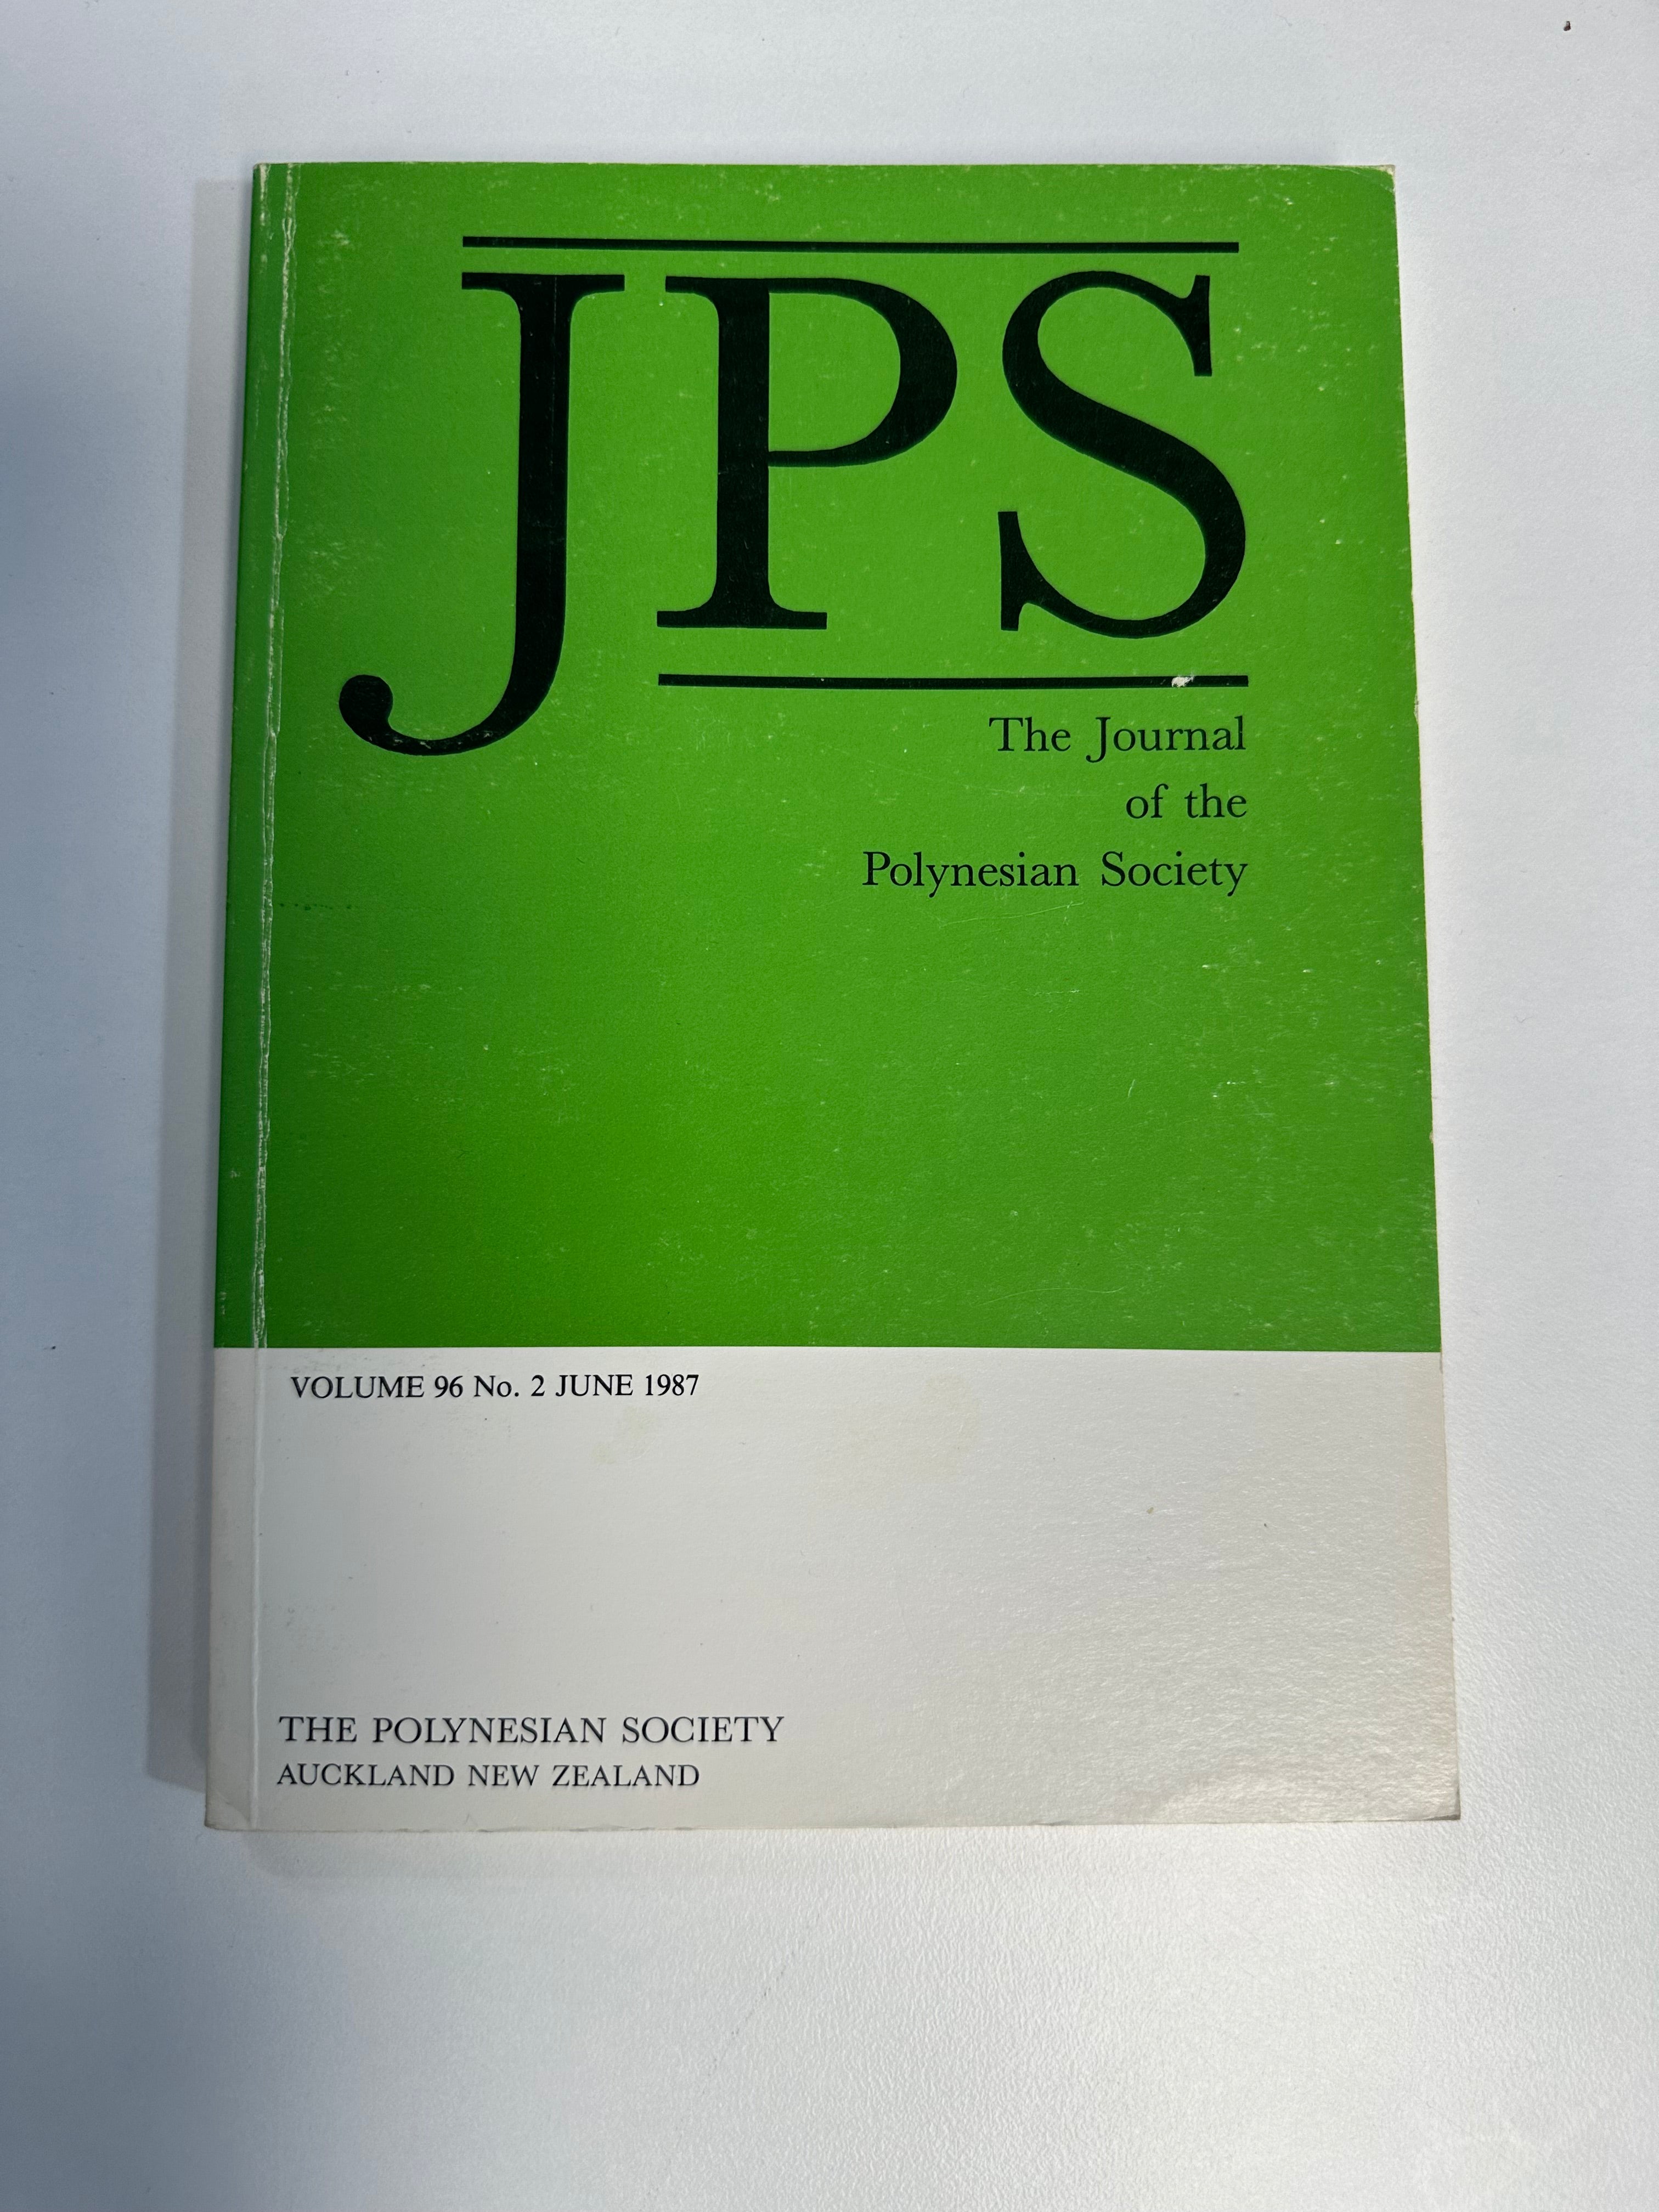 JPS
The Journal
of the
Polynesian Society
VOLUME 96 No. 2 JUNE 1987
THE POLYNESIAN SOCIETY
AUCKLAND NEW ZEALAND